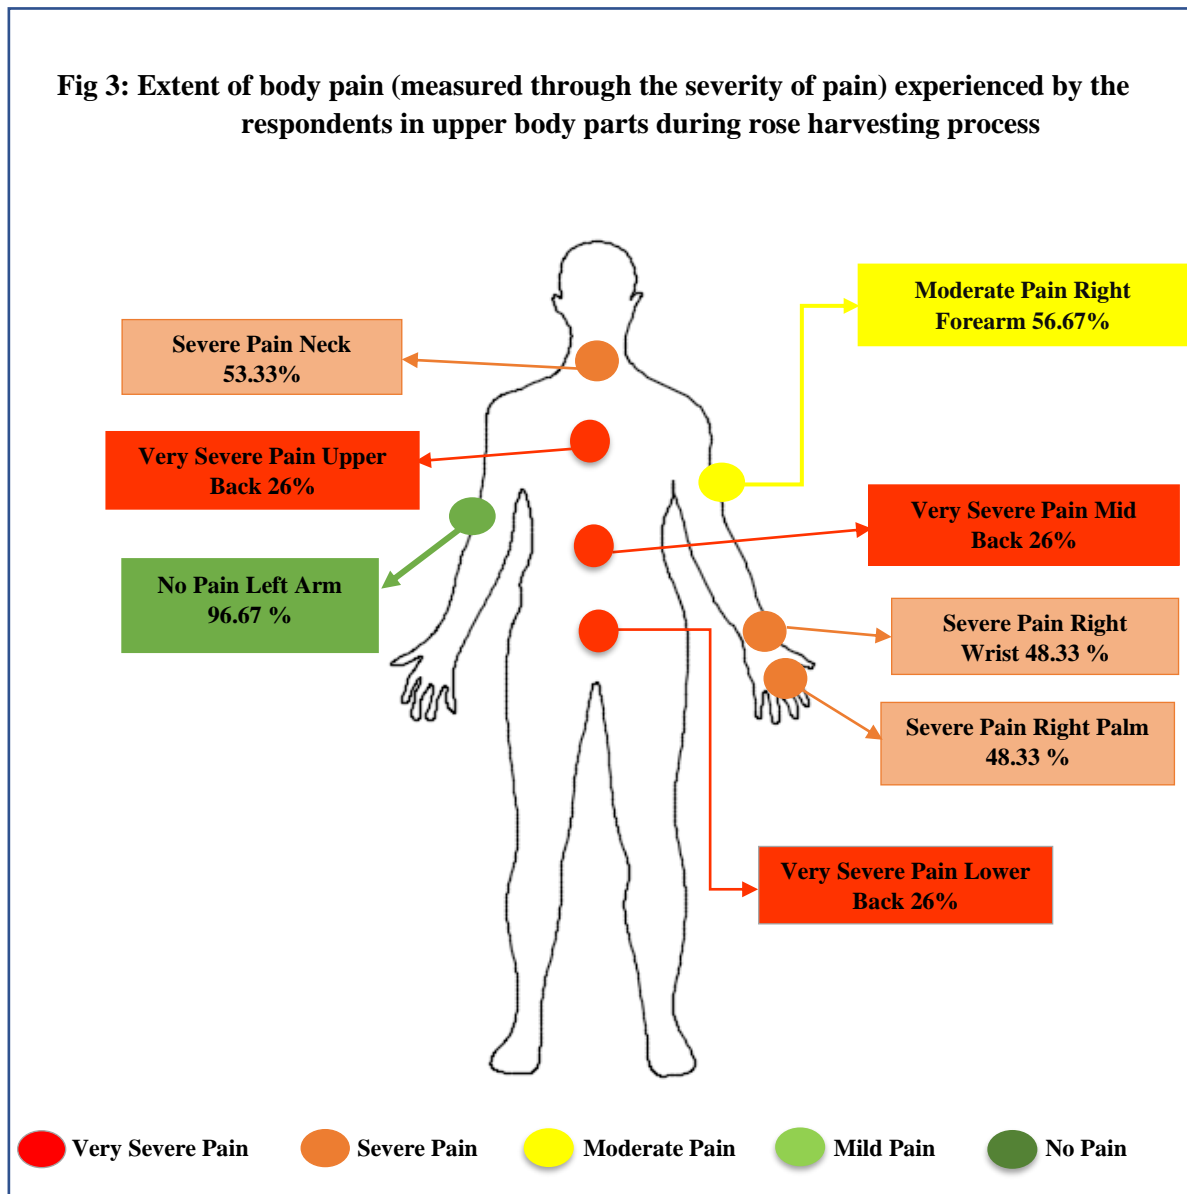 Fig 3: Extent of body pain (measured through the severity of pain) experienced by the
respondents in upper body parts during rose harvesting process
Moderate Pain Right
Forearm 56.67%
Severe Pain Neck
53.33%
Very Severe Pain Upper
Back 26%
Very Severe Pain Mid
Back 26%
No Pain Left Arm
96.67 %
Severe Pain Right
Wrist 48.33 %
Severe Pain Right Palm
48.33 %
Very Severe Pain Lower
Back 26%
Very Severe Pain Severe Pain Moderate Pain Mild Pain No Pain